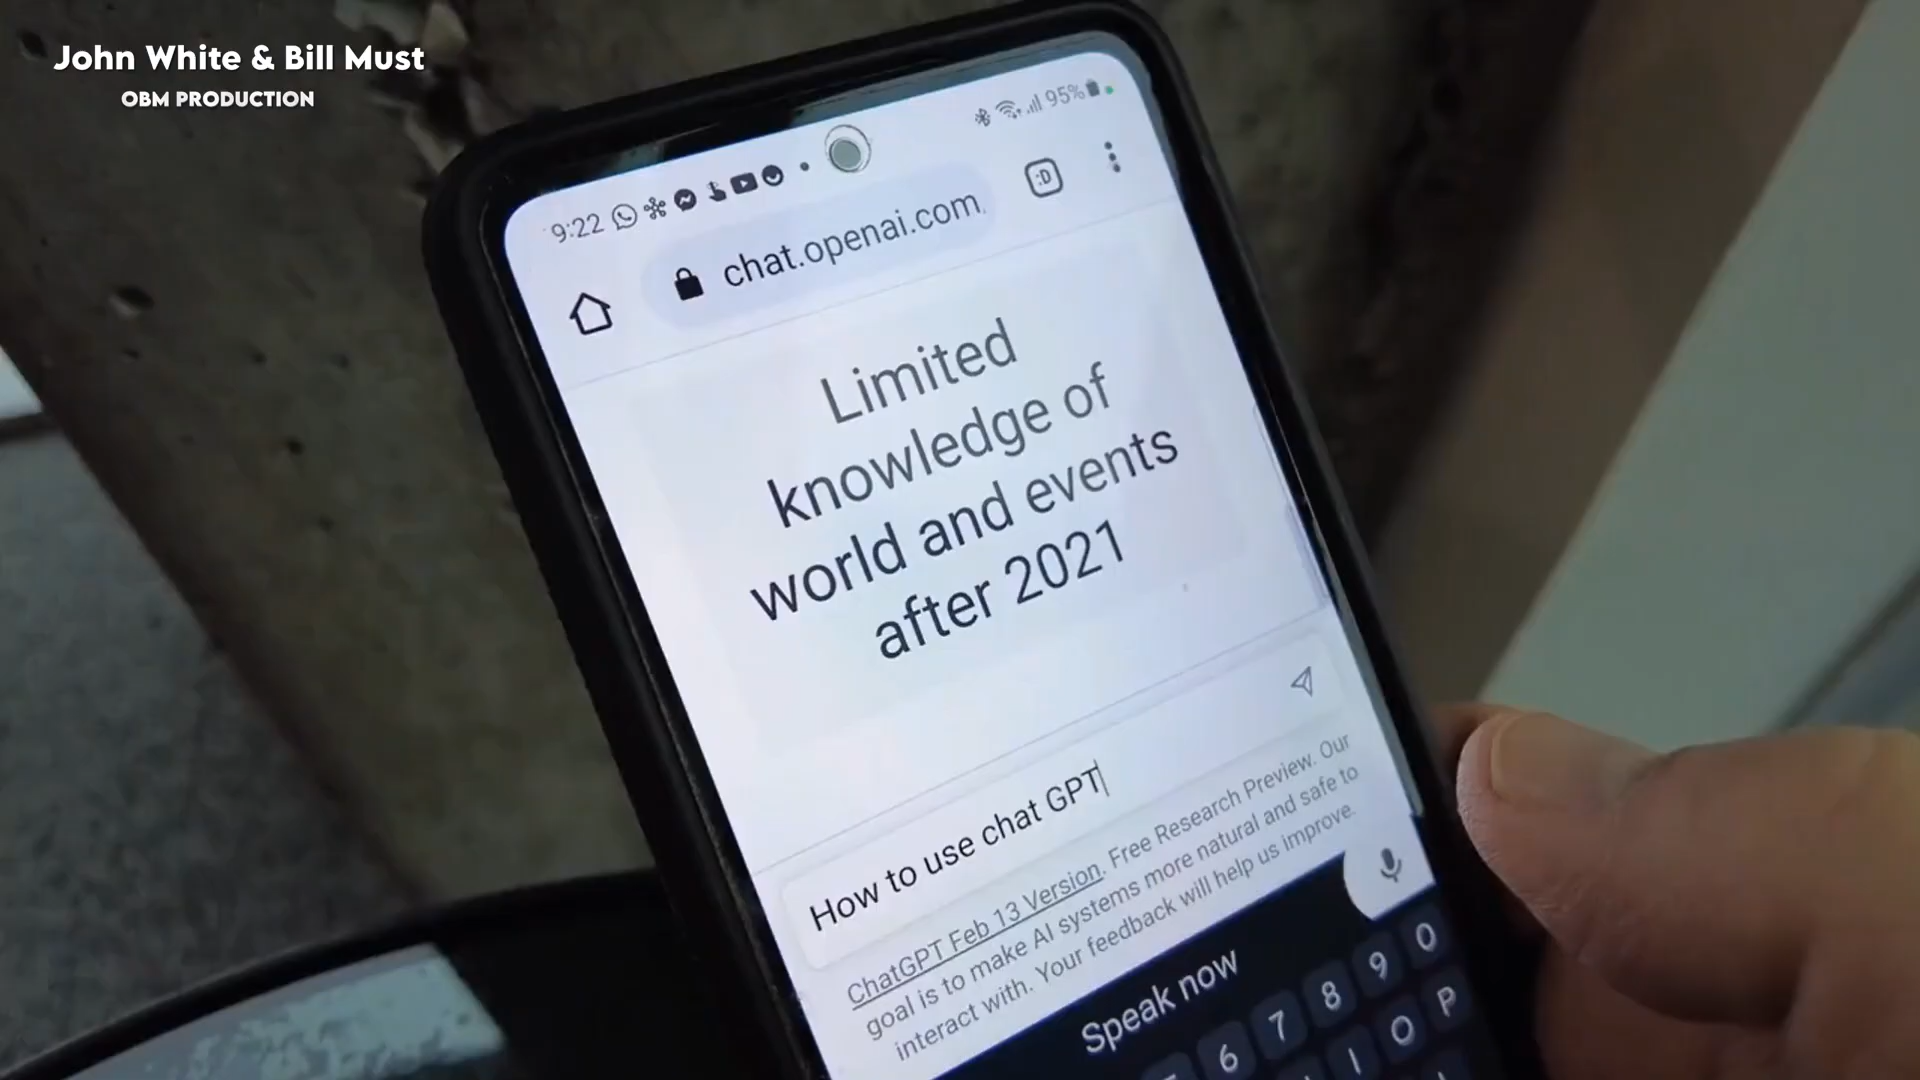 John White & Bill Must
OBM PRODUCTION
9:22
95%
:D
chat.openai.com
Limited
knowledge of
world and events
after 2021
How to use chat GPT
ChatGPT Feb 13 Version. Free Research Preview. Our
goal is to make AI systems more natural and safe to
interact with. Your feedback will help us improve.
Speak now
6 7 8 9 0
I O P